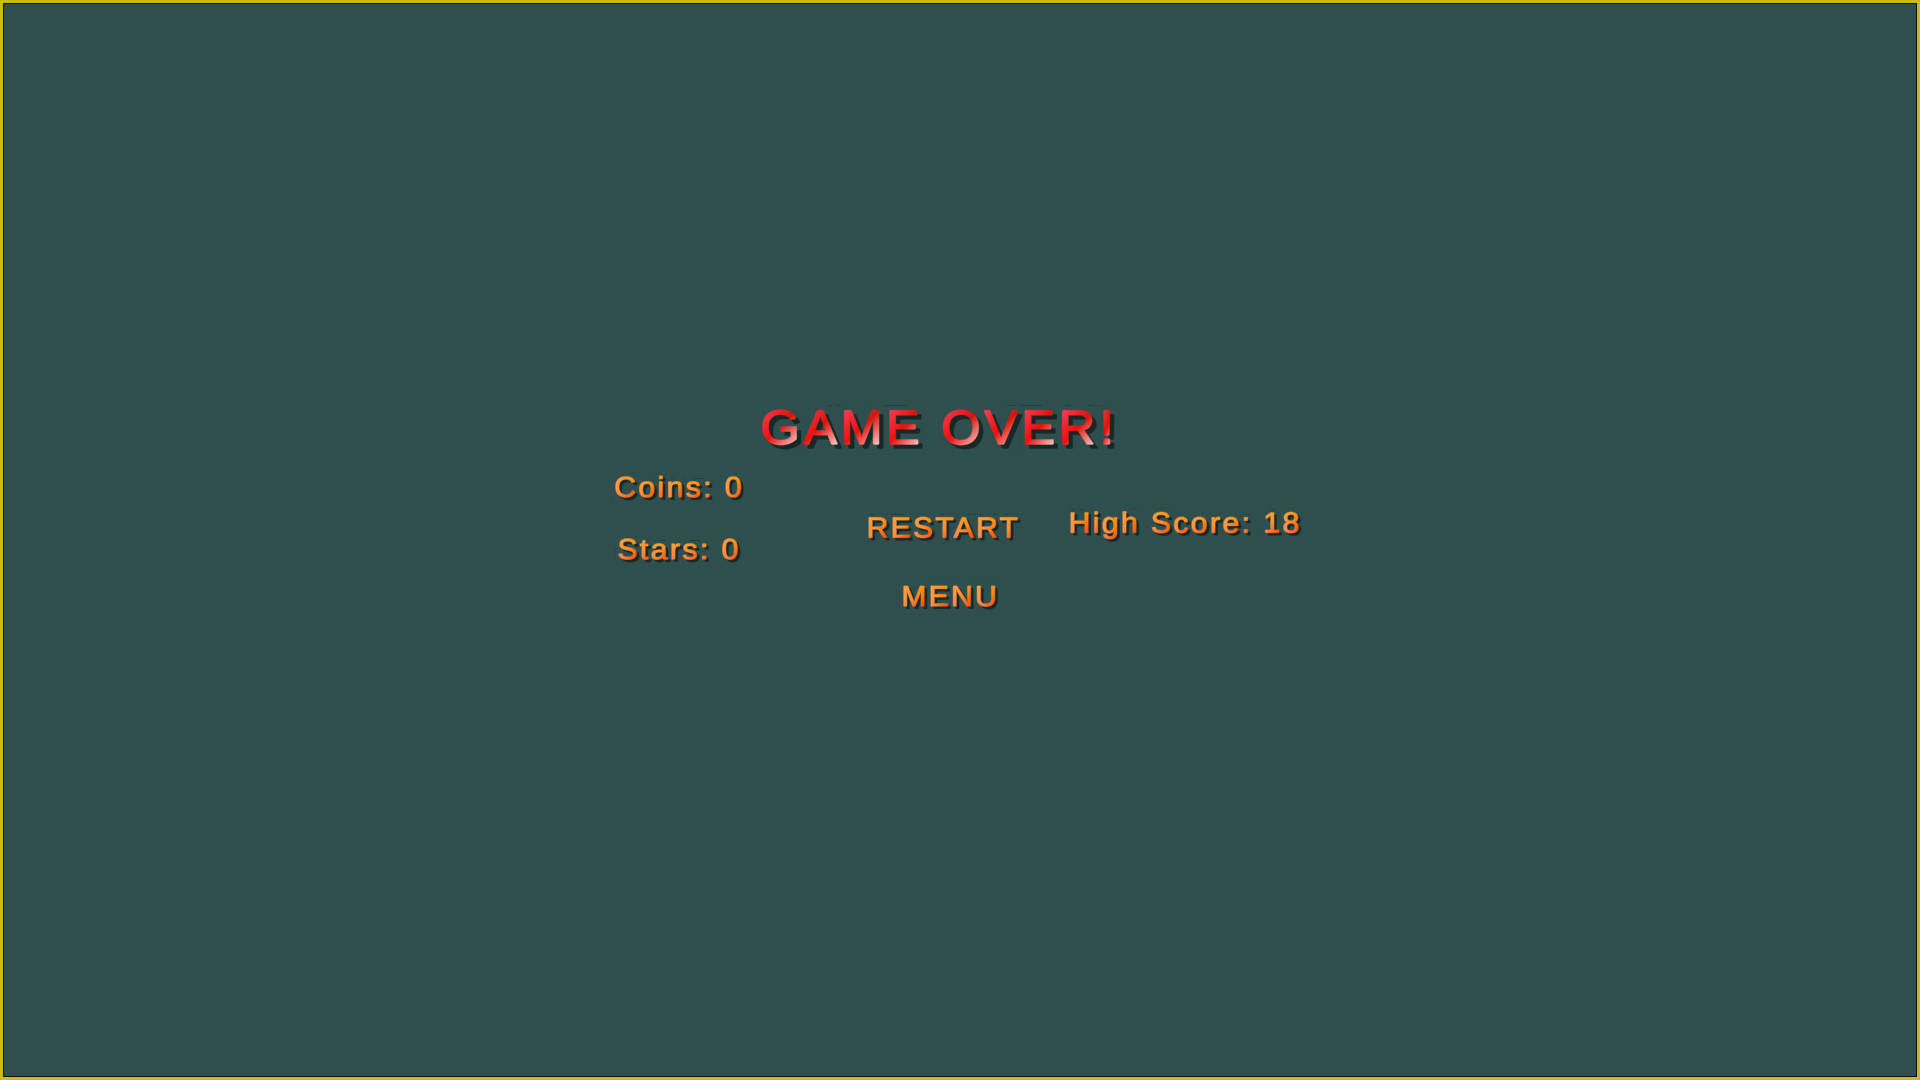 GAME OVER!
Coins: 0
Stars: 0
RESTART
MENU
High Score: 18